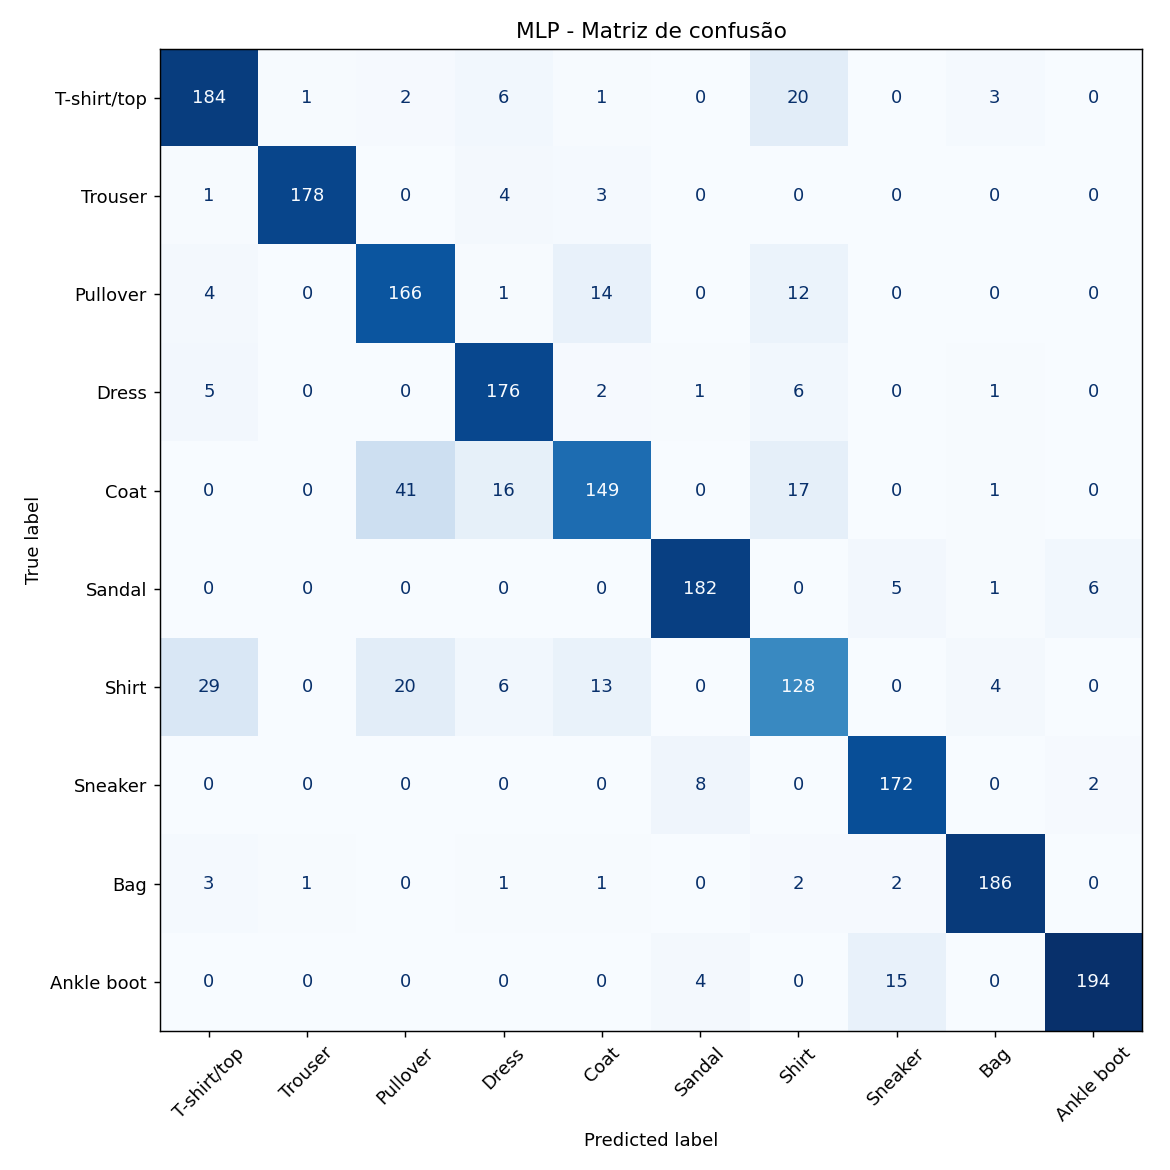 MLP - Matriz de confusão
True label
T-shirt/top 184 1 2 6 1 0 20 0 3 0
Trouser 1 178 0 4 3 0 0 0 0 0
Pullover 4 0 166 1 14 0 12 0 0 0
Dress 5 0 0 176 2 1 6 0 1 0
Coat 0 0 41 16 149 0 17 0 1 0
Sandal 0 0 0 0 0 182 0 5 1 6
Shirt 29 0 20 6 13 0 128 0 4 0
Sneaker 0 0 0 0 0 8 0 172 0 2
Bag 3 1 0 1 1 0 2 2 186 0
Ankle boot 0 0 0 0 0 4 0 15 0 194
T-shirt/top Trouser Pullover Dress Coat Sandal Shirt Sneaker Bag Ankle boot
Predicted label